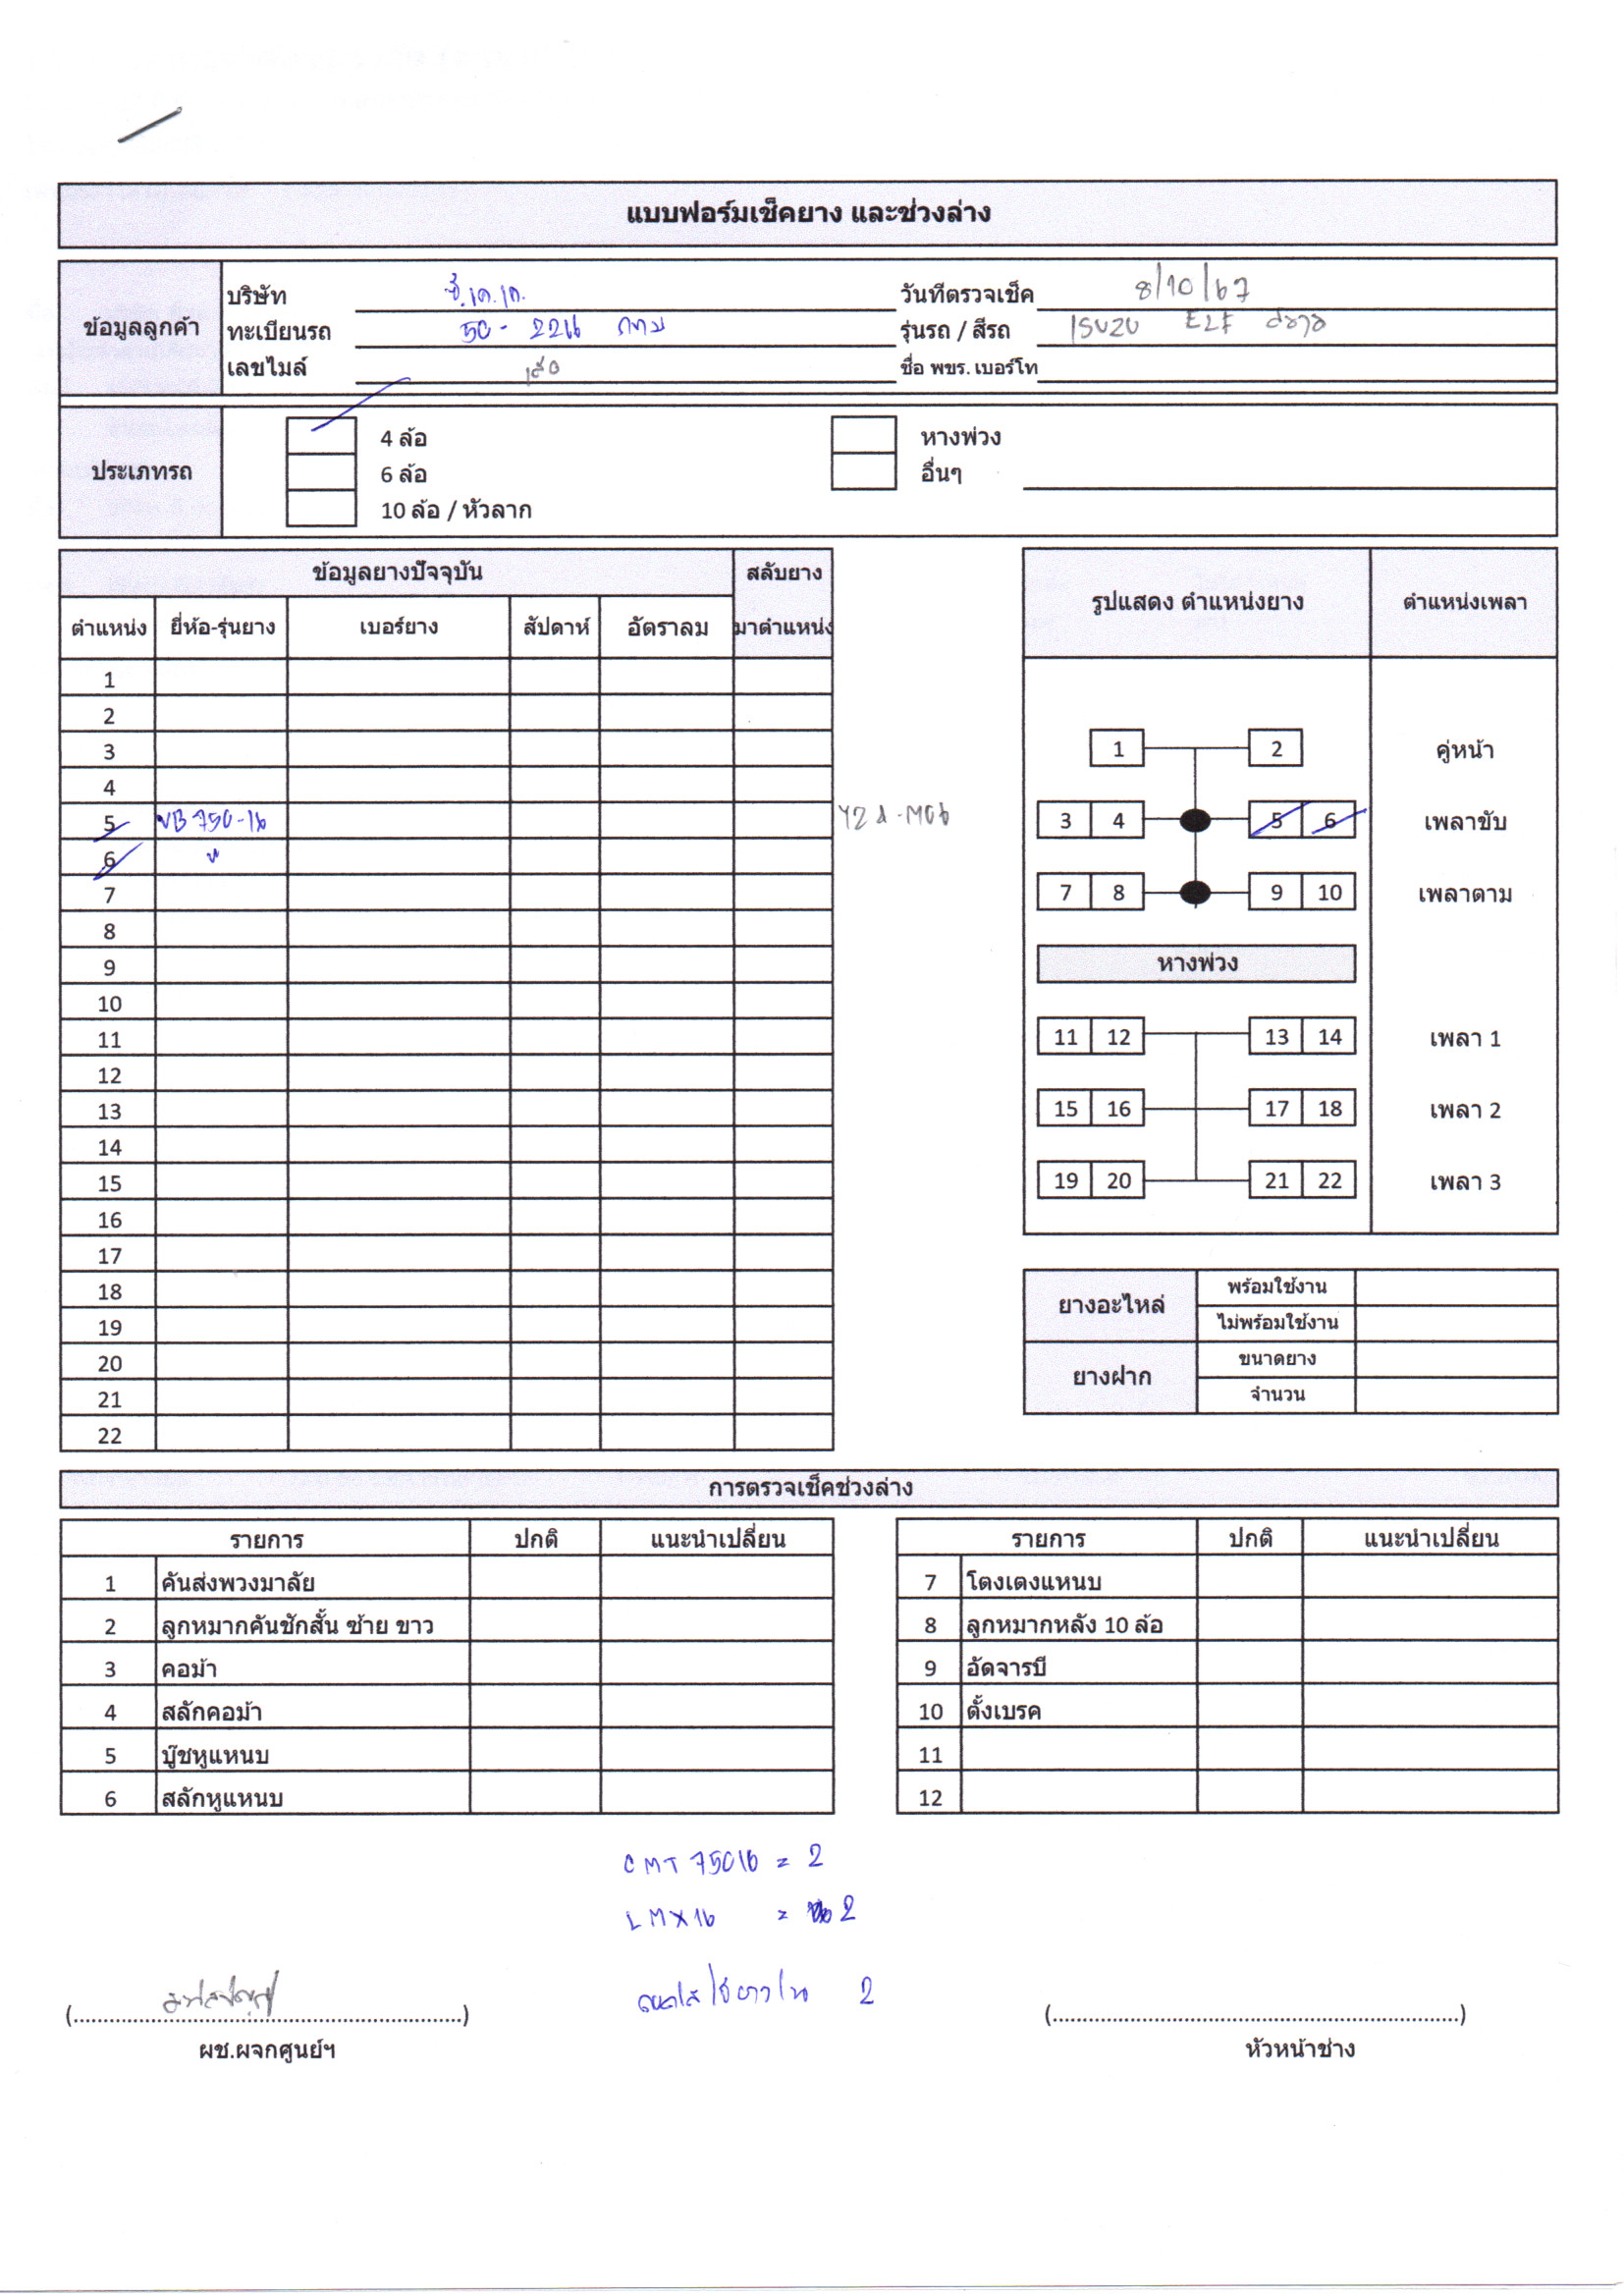 แบบฟอร์มเช็คยาง และช่วงล่าง
ข้อมูลลูกค้า
บริษัท
วันที่ตรวจเช็ค 8/10/67
ทะเบียนรถ 50 - 22 กทม
รุ่นรถ / สีรถ ISUZU ELF
เลขไมล์
ชื่อ พขร. เบอร์โท
ประเภทรถ
4 ล้อ
หางพ่วง
6 ล้อ
อื่นๆ
10 ล้อ / หัวลาก
ข้อมูลยางปัจจุบัน สลับยาง
ตำแหน่ง ยี่ห้อ-รุ่นยาง เบอร์ยาง สัปดาห์ อัตราลม มาตำแหน่ง
1
2
3
4
5 VB 750-16
6 "
7
8
9
10
11
12
13
14
15
16
17
18
19
20
21
22
รูปแสดง ตำแหน่งยาง ตำแหน่งเพลา
1 2 คู่หน้า
3 4 5 6 เพลาขับ
7 8 9 10 เพลาตาม
หางพ่วง
11 12 13 14 เพลา 1
15 16 17 18 เพลา 2
19 20 21 22 เพลา 3
ยางอะไหล่ พร้อมใช้งาน
ไม่พร้อมใช้งาน
ยางฝาก ขนาดยาง
จำนวน
การตรวจเช็คช่วงล่าง
รายการ ปกติ แนะนำเปลี่ยน
1 คันส่งพวงมาลัย
2 ลูกหมากคันชักสั้น ซ้าย ขาว
3 คอม้า
4 สลักคอม้า
5 บู๊ชหูแหนบ
6 สลักหูแหนบ
รายการ ปกติ แนะนำเปลี่ยน
7 โตงเตงแหนบ
8 ลูกหมากหลัง 10 ล้อ
9 อัดจารบี
10 ตั้งเบรค
11
12
CMT 75016 = 2
LMX16 = 2
2
(................................)
ผช.ผจกศูนย์ฯ
(................................)
หัวหน้าช่าง